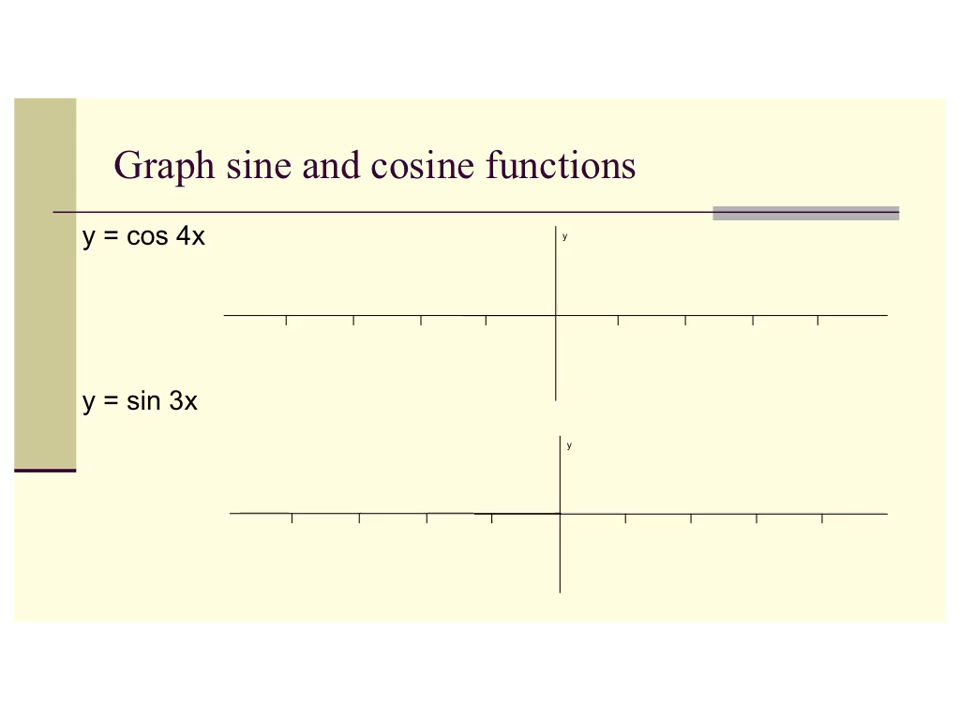 Graph sine and cosine functions
y = cos 4x
y
y = sin 3x
y